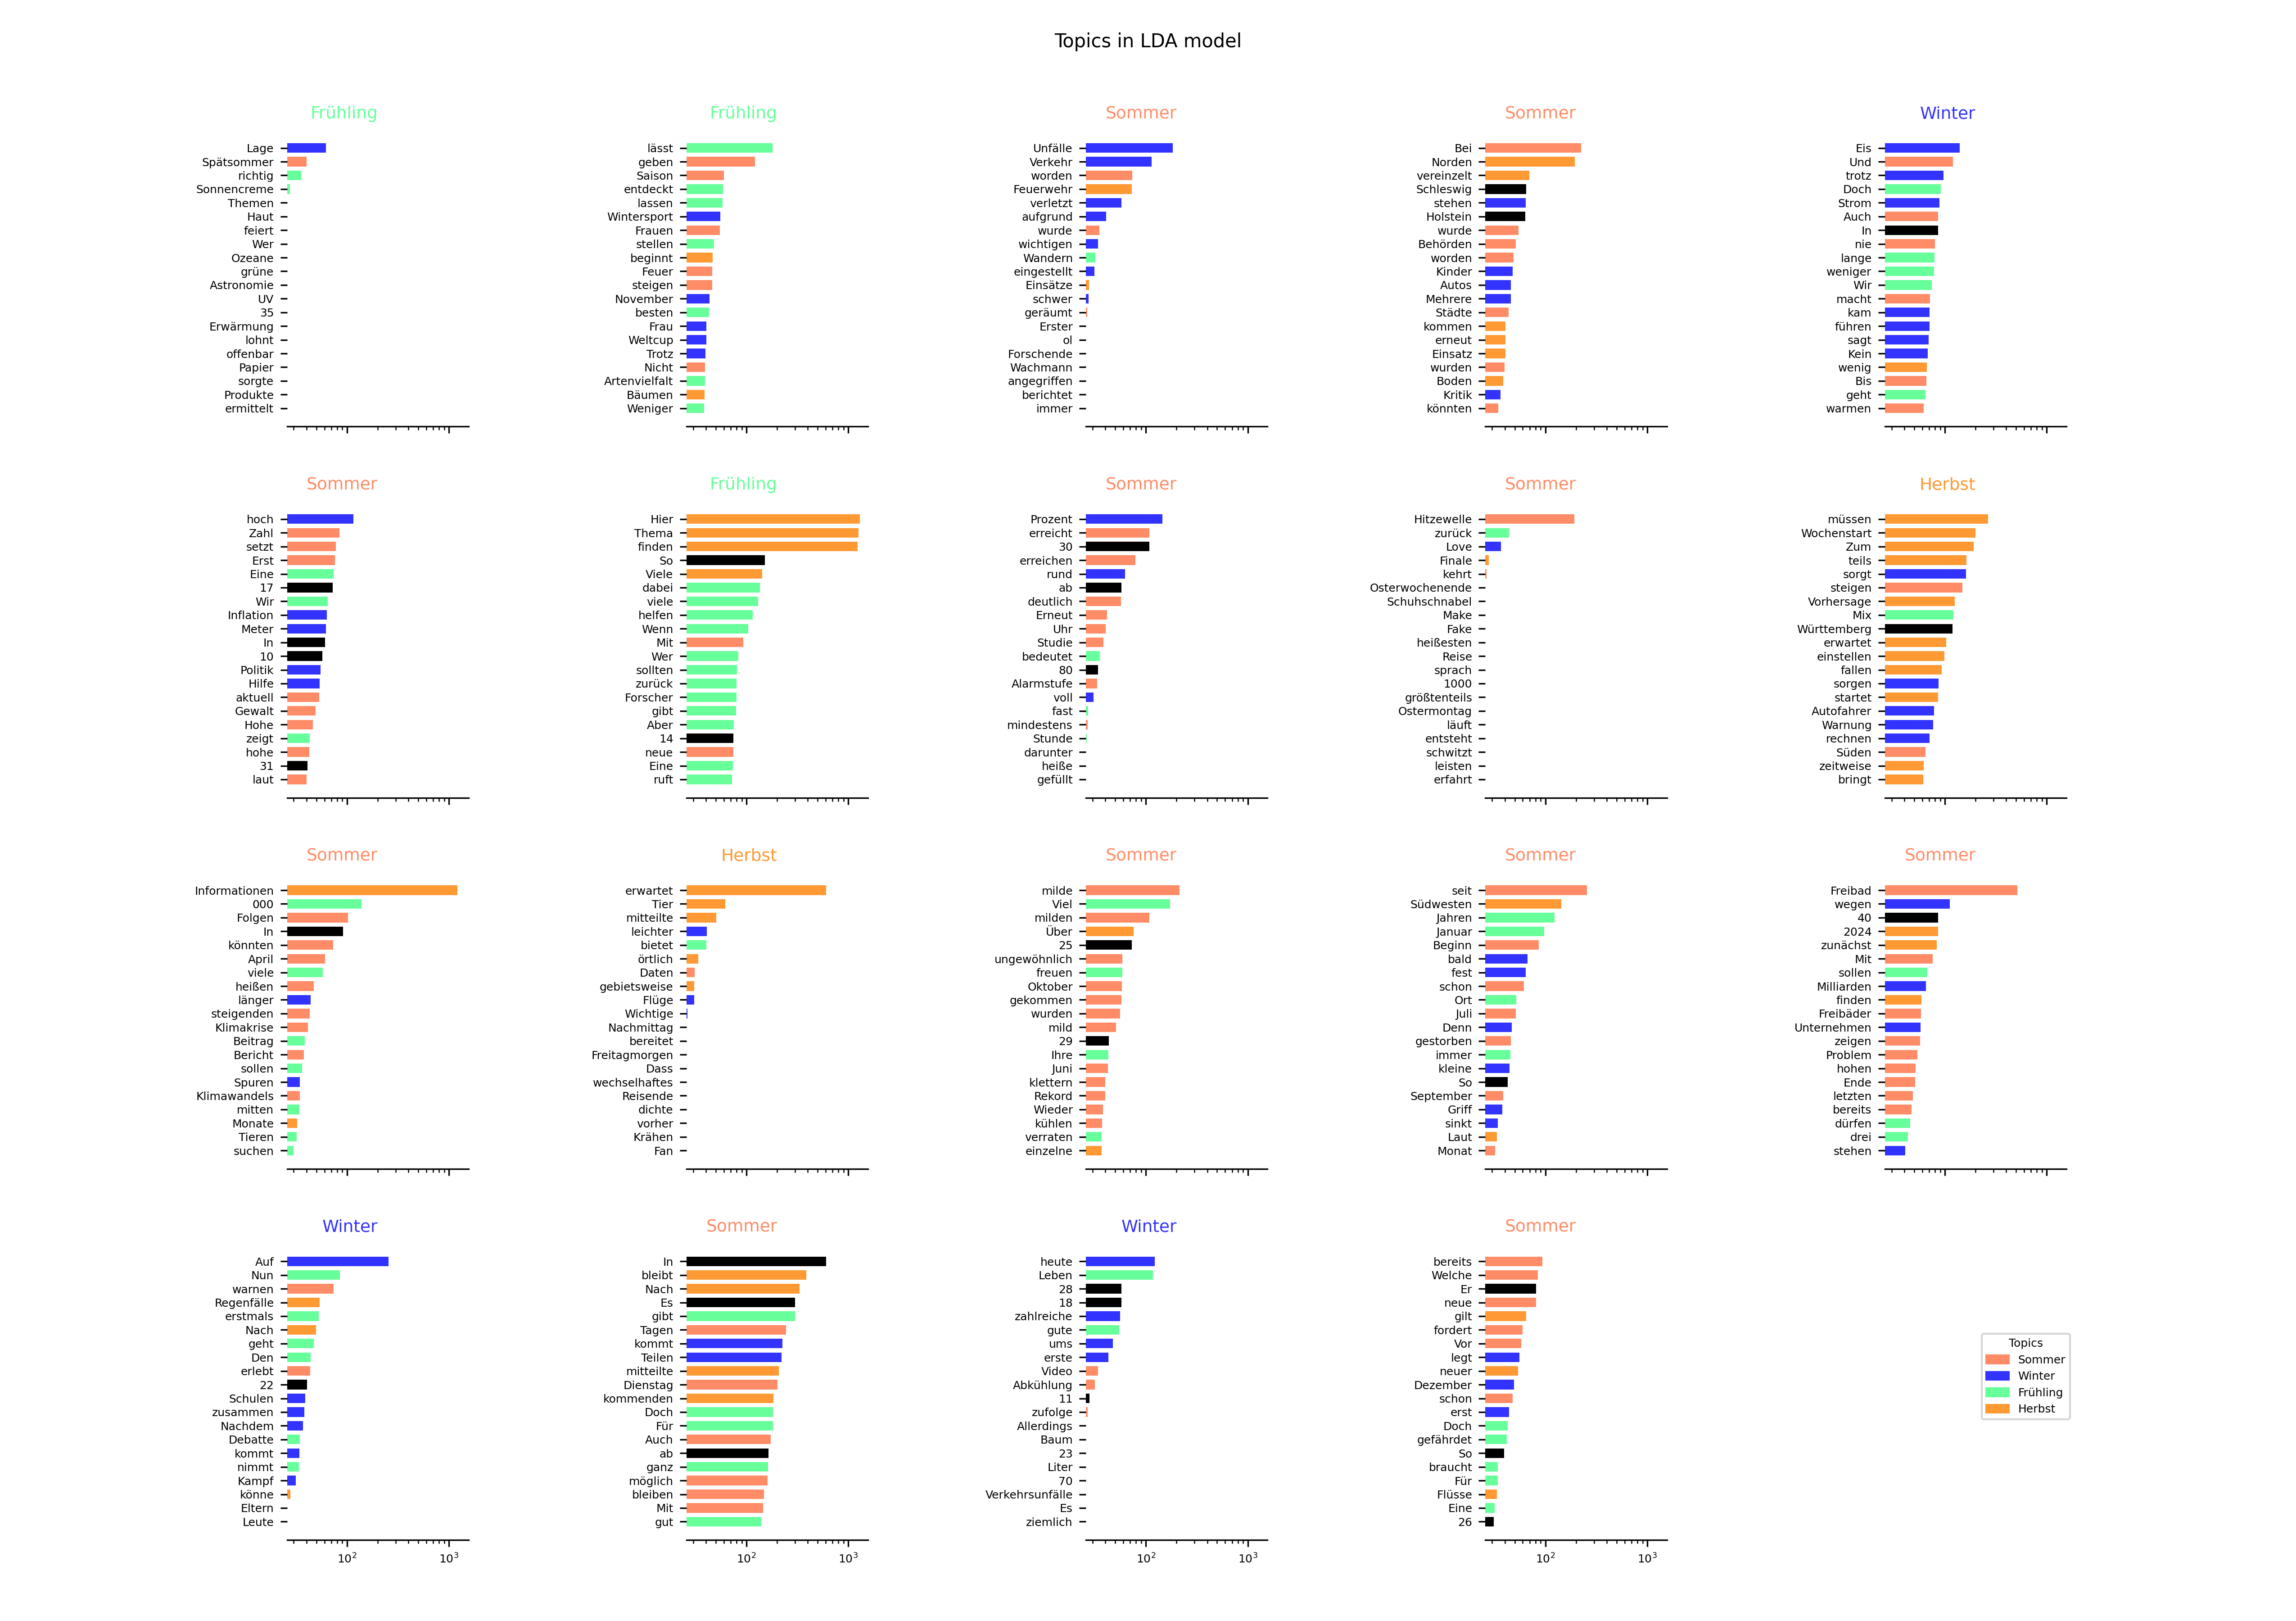 Topics in LDA model
Frühling
Lage
Spätsommer
richtig
Sonnencreme
Themen
Haut
feiert
Wer
Ozeane
grüne
Astronomie
UV
35
Erwärmung
lohnt
offenbar
Papier
sorgte
Produkte
ermittelt
Frühling
lässt
geben
Saison
entdeckt
lassen
Wintersport
Frauen
stellen
beginnt
Feuer
steigen
November
besten
Frau
Weltcup
Trotz
Nicht
Artenvielfalt
Bäumen
Weniger
Sommer
Unfälle
Verkehr
worden
Feuerwehr
verletzt
aufgrund
wurde
wichtigen
Wandern
eingestellt
Einsätze
schwer
geräumt
Erster
ol
Forschende
Wachmann
angegriffen
berichtet
immer
Sommer
Bei
Norden
vereinzelt
Schleswig
stehen
Holstein
wurde
Behörden
worden
Kinder
Autos
Mehrere
Städte
kommen
erneut
Einsatz
wurden
Boden
Kritik
könnten
Winter
Eis
Und
trotz
Doch
Strom
Auch
In
nie
lange
weniger
Wir
macht
kam
führen
sagt
Kein
wenig
Bis
geht
warmen
Sommer
hoch
Zahl
setzt
Erst
Eine
17
Wir
Inflation
Meter
In
10
Politik
Hilfe
aktuell
Gewalt
Hohe
zeigt
hohe
31
laut
Frühling
Hier
Thema
finden
So
Viele
dabei
viele
helfen
Wenn
Mit
Wer
sollten
zurück
Forscher
gibt
Aber
14
neue
Eine
ruft
Sommer
Prozent
erreicht
30
erreichen
rund
ab
deutlich
Erneut
Uhr
Studie
bedeutet
80
Alarmstufe
voll
fast
mindestens
Stunde
darunter
heiße
gefüllt
Sommer
Hitzewelle
zurück
Love
Finale
kehrt
Osterwochenende
Schuhschnabel
Make
Fake
heißesten
Reise
sprach
1000
größtenteils
Ostermontag
läuft
entsteht
schwitzt
leisten
erfahrt
Herbst
müssen
Wochenstart
Zum
teils
sorgt
steigen
Vorhersage
Mix
Württemberg
erwartet
einstellen
fallen
sorgen
startet
Autofahrer
Warnung
rechnen
Süden
zeitweise
bringt
Sommer
Informationen
000
Folgen
In
könnten
April
viele
heißen
länger
steigenden
Klimakrise
Beitrag
Bericht
sollen
Spuren
Klimawandels
mitten
Monate
Tieren
suchen
Herbst
erwartet
Tier
mitteilte
leichter
bietet
örtlich
Daten
gebietsweise
Flüge
Wichtige
Nachmittag
bereitet
Freitagmorgen
Dass
wechselhaftes
Reisende
dichte
vorher
Krähen
Fan
Sommer
milde
Viel
milden
Über
25
ungewöhnlich
freuen
Oktober
gekommen
wurden
mild
29
Ihre
Juni
klettern
Rekord
Wieder
kühlen
verraten
einzelne
Sommer
seit
Südwesten
Jahren
Januar
Beginn
bald
fest
schon
Ort
Juli
Denn
gestorben
immer
kleine
So
September
Griff
sinkt
Laut
Monat
Sommer
Freibad
wegen
40
2024
zunächst
Mit
sollen
Milliarden
finden
Freibäder
Unternehmen
zeigen
Problem
hohen
Ende
letzten
bereits
dürfen
drei
stehen
Winter
Auf
Nun
warnen
Regenfälle
erstmals
Nach
geht
Den
erlebt
22
Schulen
zusammen
Nachdem
Debatte
kommt
nimmt
Kampf
könne
Eltern
Leute
10²
10³
Sommer
In
bleibt
Nach
Es
gibt
Tagen
kommt
Teilen
mitteilte
Dienstag
kommenden
Doch
Für
Auch
ab
ganz
möglich
bleiben
Mit
gut
10²
10³
Winter
heute
Leben
28
18
zahlreiche
gute
ums
erste
Video
Abkühlung
11
zufolge
Allerdings
Baum
23
Liter
70
Verkehrsunfälle
Es
ziemlich
10²
10³
Sommer
bereits
Welche
Er
neue
gilt
fordert
Vor
legt
neuer
Dezember
schon
erst
Doch
gefährdet
So
braucht
Für
Flüsse
Eine
26
10²
10³
Topics
Sommer
Winter
Frühling
Herbst